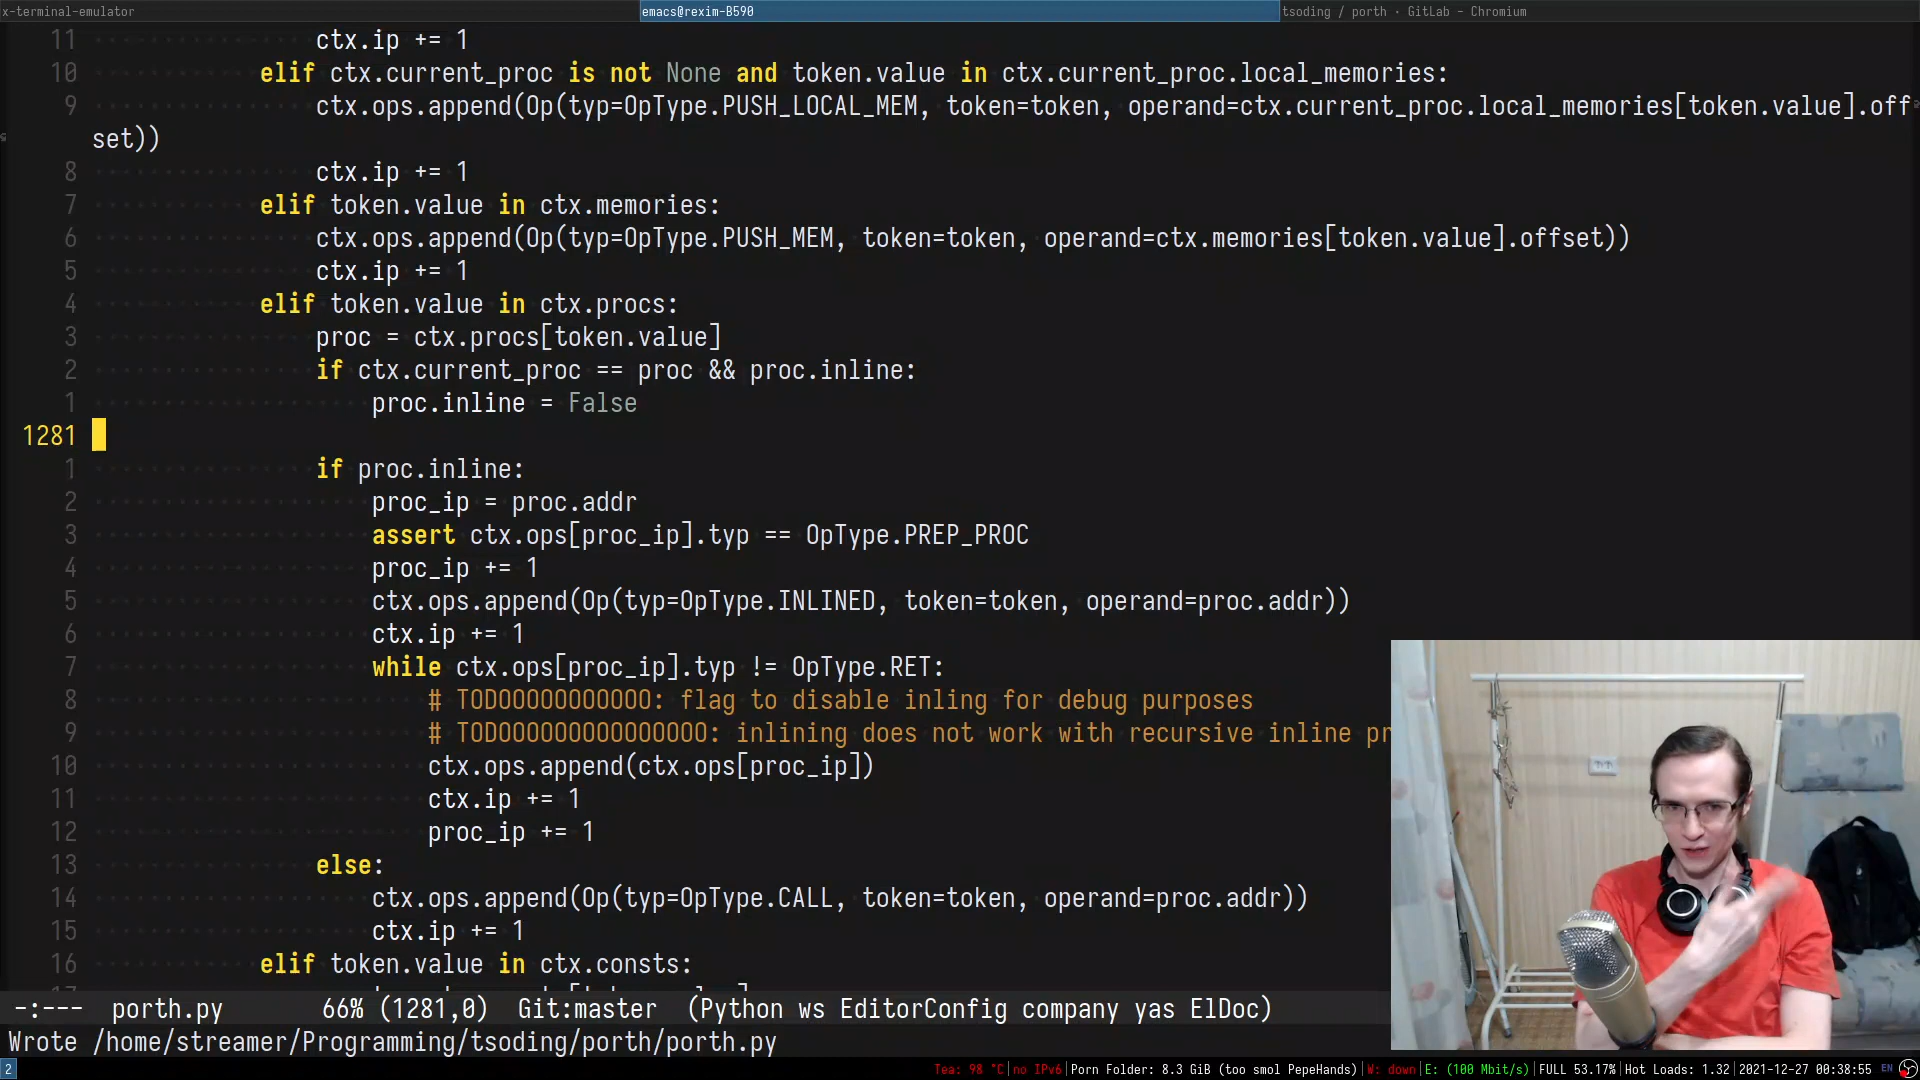 x-terminal-emulator
emacs@rexim-B590
tsoding / porth · GitLab - Chromium
11 ctx.ip += 1
10 elif ctx.current_proc is not None and token.value in ctx.current_proc.local_memories:
9 ctx.ops.append(Op(typ=OpType.PUSH_LOCAL_MEM, token=token, operand=ctx.current_proc.local_memories[token.value].off
set))
8 ctx.ip += 1
7 elif token.value in ctx.memories:
6 ctx.ops.append(Op(typ=OpType.PUSH_MEM, token=token, operand=ctx.memories[token.value].offset))
5 ctx.ip += 1
4 elif token.value in ctx.procs:
3 proc = ctx.procs[token.value]
2 if ctx.current_proc == proc && proc.inline:
1 proc.inline = False
1281
1 if proc.inline:
2 proc_ip = proc.addr
3 assert ctx.ops[proc_ip].typ == OpType.PREP_PROC
4 proc_ip += 1
5 ctx.ops.append(Op(typ=OpType.INLINED, token=token, operand=proc.addr))
6 ctx.ip += 1
7 while ctx.ops[proc_ip].typ != OpType.RET:
8 # TODOOOOOOOOOOO: flag to disable inling for debug purposes
9 # TODOOOOOOOOOOOOOOO: inlining does not work with recursive inline pr
10 ctx.ops.append(ctx.ops[proc_ip])
11 ctx.ip += 1
12 proc_ip += 1
13 else:
14 ctx.ops.append(Op(typ=OpType.CALL, token=token, operand=proc.addr))
15 ctx.ip += 1
16 elif token.value in ctx.consts:
-:--- porth.py 66% (1281,0) Git:master (Python ws EditorConfig company yas ElDoc)
Wrote /home/streamer/Programming/tsoding/porth/porth.py
2 Tea: 98 °C|no IPv6|Porn Folder: 8.3 GiB (too smol PepeHands)|W: down|E: (100 Mbit/s)|FULL 53.17%|Hot Loads: 1.32|2021-12-27 00:38:55 EN